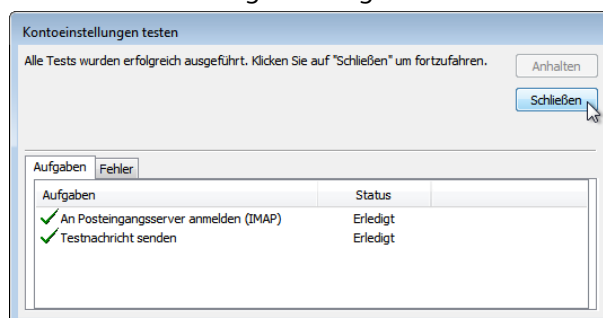 Kontoeinstellungen testen
Alle Tests wurden erfolgreich ausgeführt. Klicken Sie auf "Schließen" um fortzufahren.
Anhalten
Schließen
Aufgaben Fehler
Aufgaben Status
An Posteingangsserver anmelden (IMAP) Erledigt
Testnachricht senden Erledigt